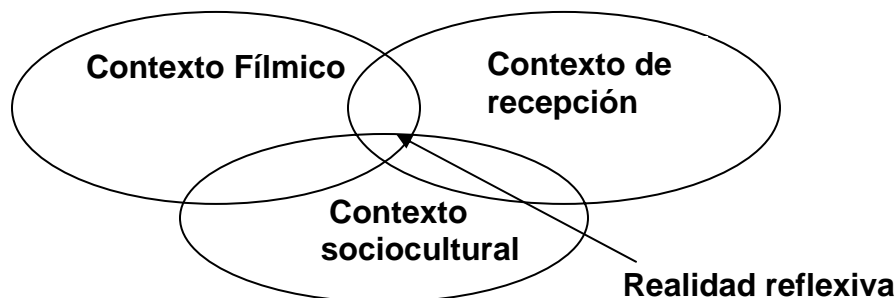 Contexto Fílmico
Contexto de
recepción
Contexto
sociocultural
Realidad reflexiva